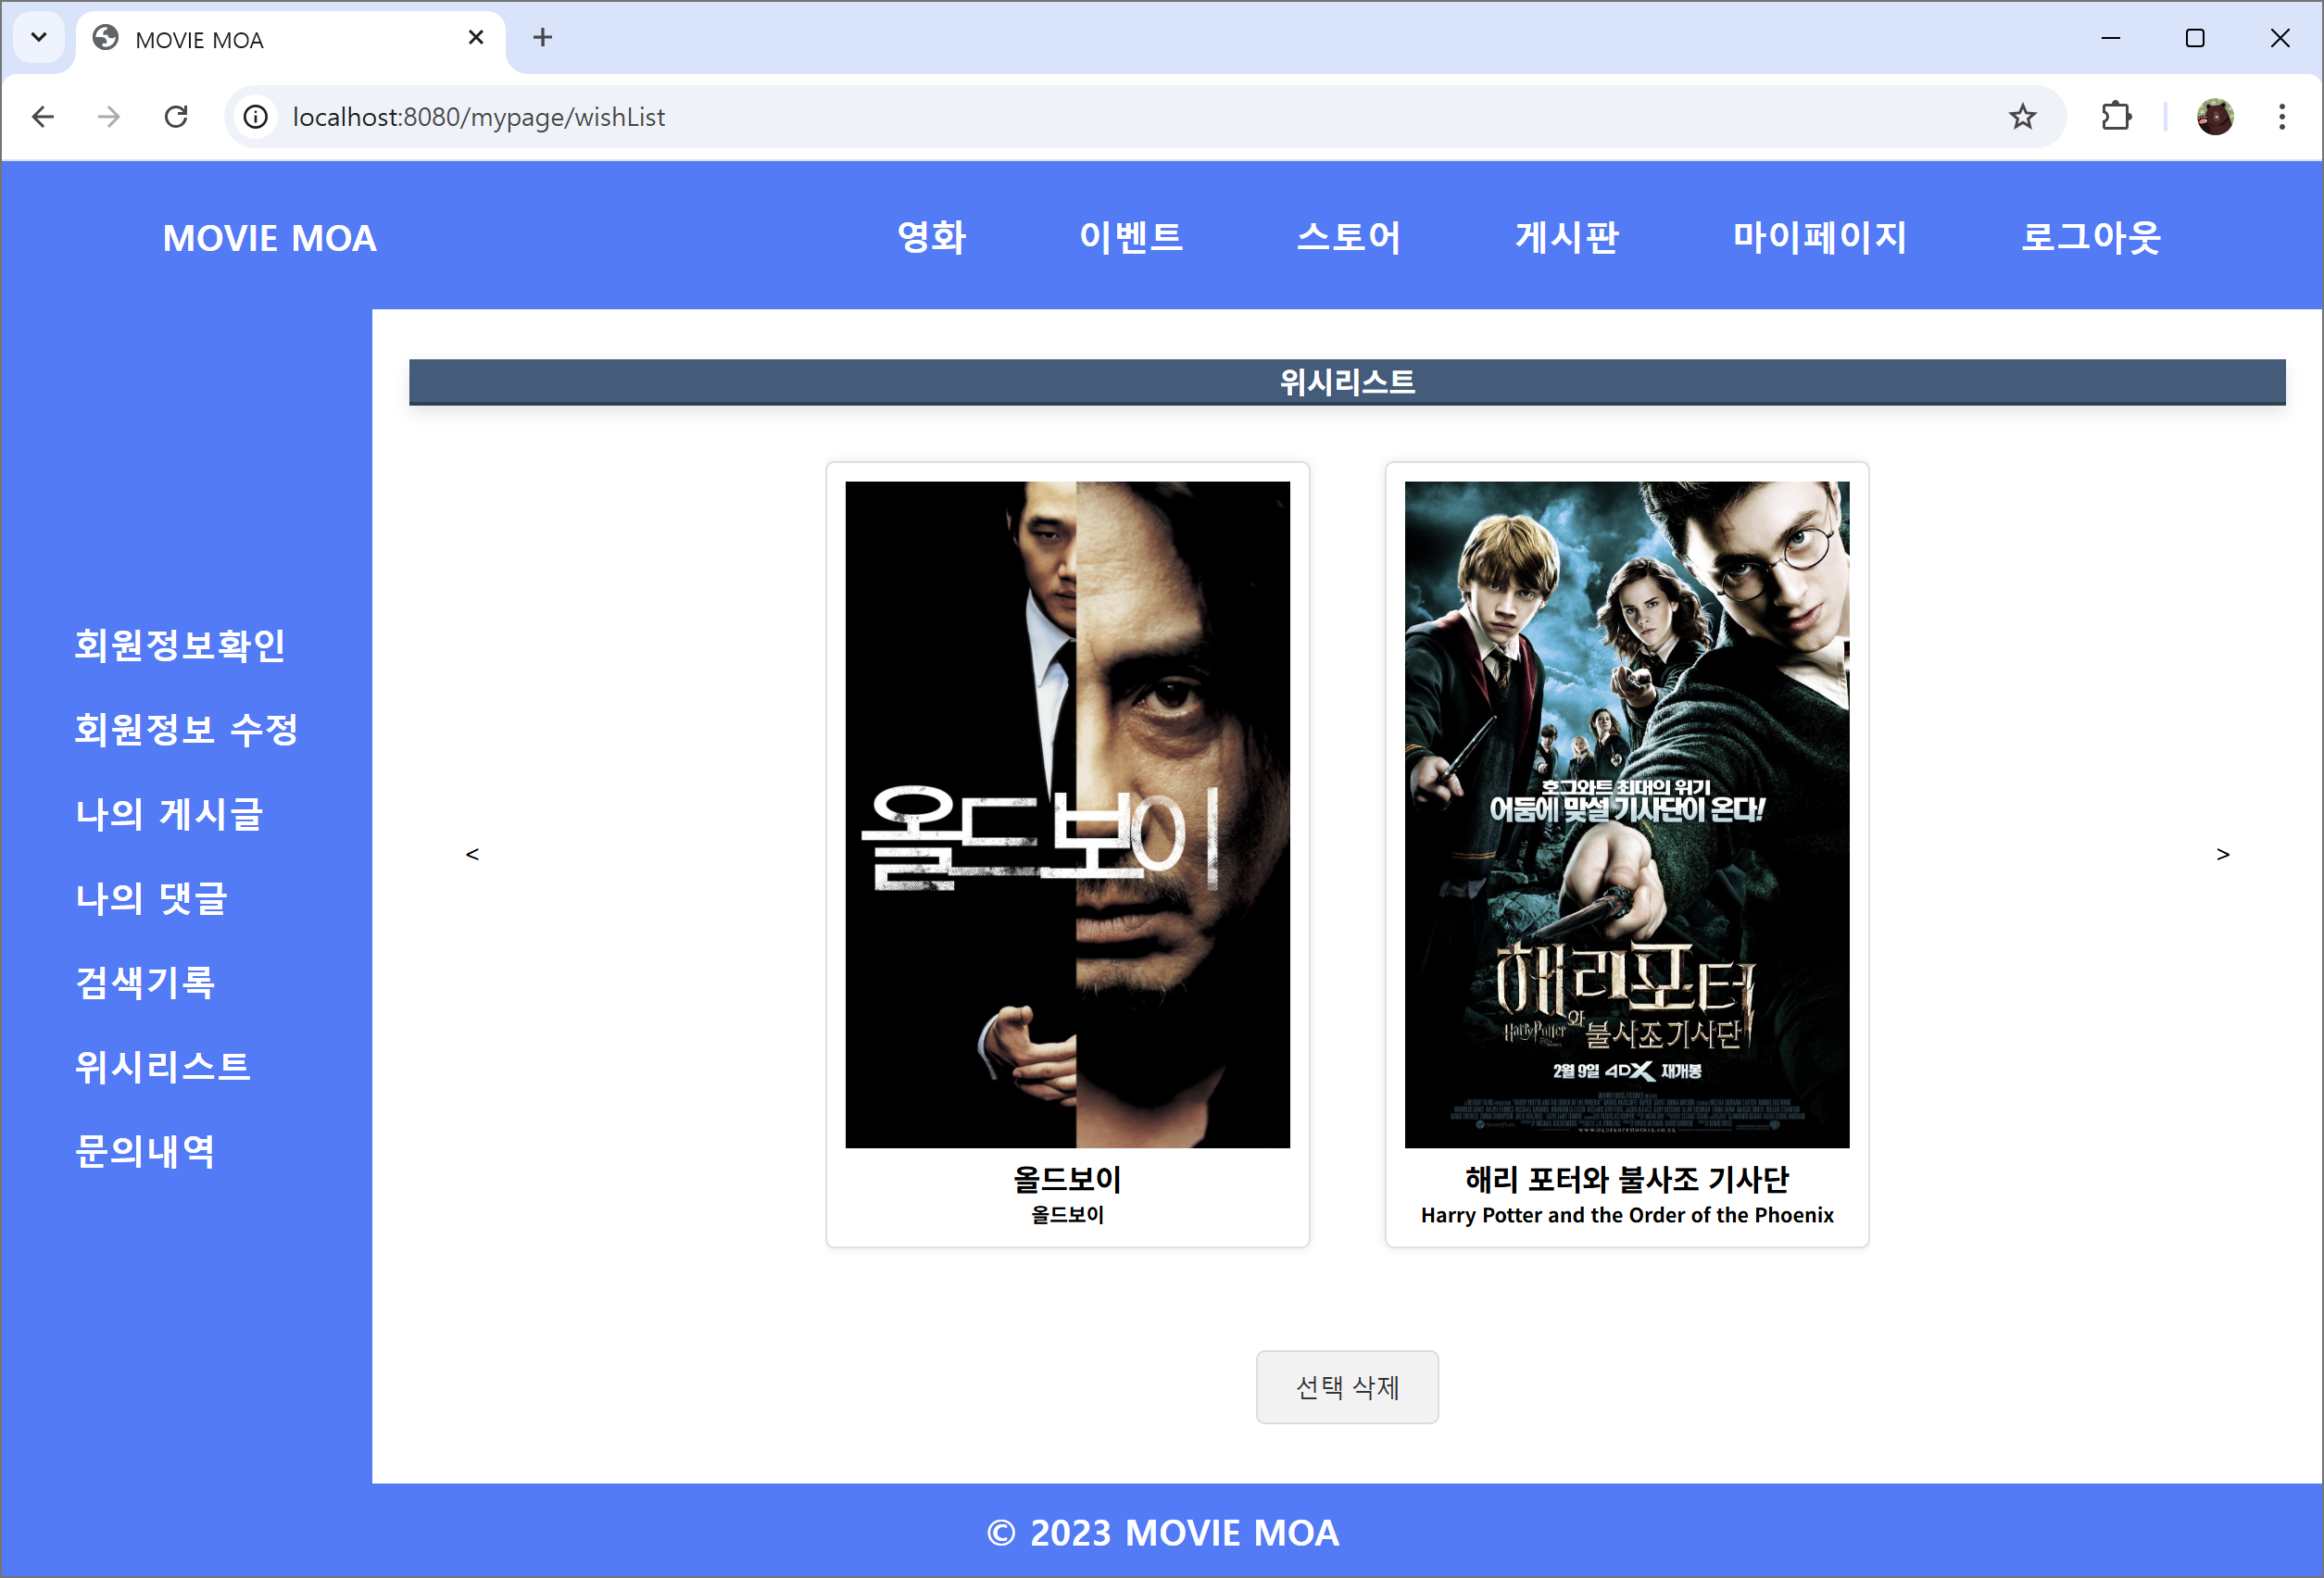 MOVIE MOA
localhost:8080/mypage/wishList
MOVIE MOA 영화 이벤트 스토어 게시판 마이페이지 로그아웃
위시리스트
회원정보확인
회원정보 수정
나의 게시글
나의 댓글
검색기록
위시리스트
문의내역
<
올드보이
올드보이
올드보이
호그와트 최대의 위기
어둠에 맞설 기사단이 온다!
해리포터
Harry Potter 와 불사조 기사단
2월 9일 4DX 재개봉
해리 포터와 불사조 기사단
Harry Potter and the Order of the Phoenix
>
선택 삭제
© 2023 MOVIE MOA